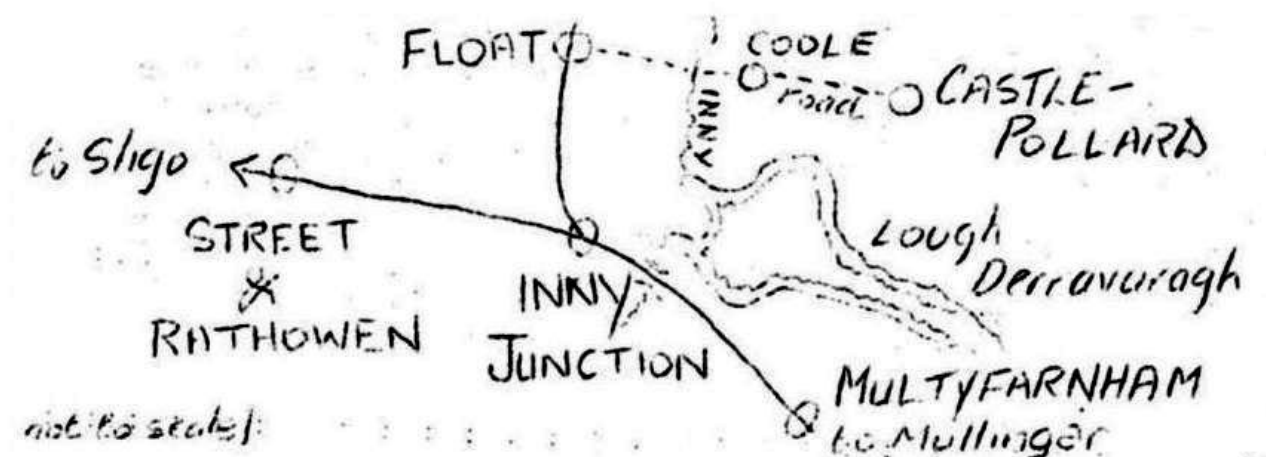 FLOAT
COOLE
road
CASTLE-
POLLARD
INNY
to Sligo
STREET
&
RATHOWEN
INNY
JUNCTION
Lough
Derravaragh
MULTYFARNHAM
to Mullingar
not to scale